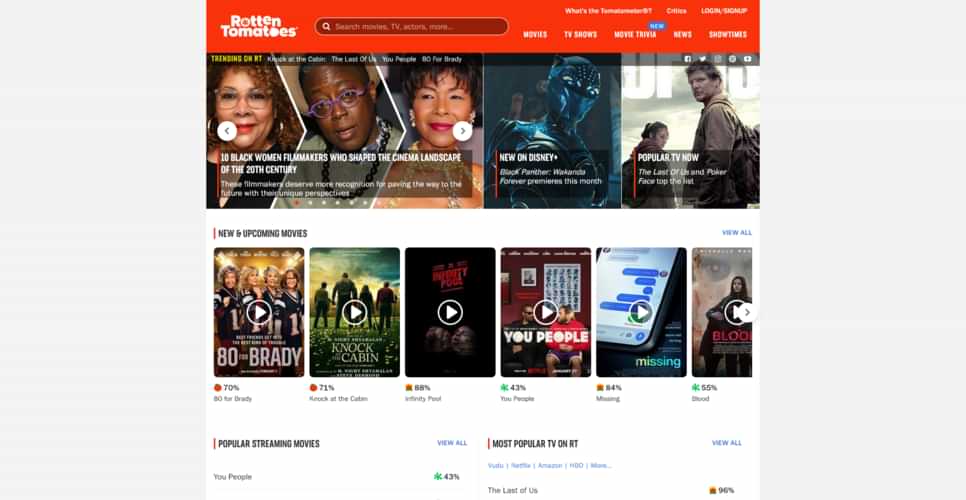 What's the Tomatometer®?
Critics
LOGIN/SIGNUP
Rotten
Tomatoes
Search movies, TV, actors, more...
MOVIES
TV SHOWS
MOVIE TRIVIA
NEW
NEWS
SHOWTIMES
TRENDING ON RT
Knock at the Cabin
The Last Of Us
You People
80 For Brady
10 BLACK WOMEN FILMMAKERS WHO SHAPED THE CINEMA LANDSCAPE
OF THE 20TH CENTURY
These filmmakers deserve more recognition for paving the way to the
future with their unique perspectives
NEW ON DISNEY+
Black Panther: Wakanda
Forever premieres this month
POPULAR TV NOW
The Last Of Us and Poker
Face top the list
NEW & UPCOMING MOVIES
VIEW ALL
80 FOR BRADY
KNOCK
AT THE CABIN
INFINITY
POOL
YOU PEOPLE
NETFLIX
missing
BLOOD
70%
80 for Brady
71%
Knock at the Cabin
88%
Infinity Pool
43%
You People
84%
Missing
55%
Blood
POPULAR STREAMING MOVIES
VIEW ALL
You People
43%
MOST POPULAR TV ON RT
VIEW ALL
Vudu | Netflix | Amazon | HBO | More...
The Last of Us
96%